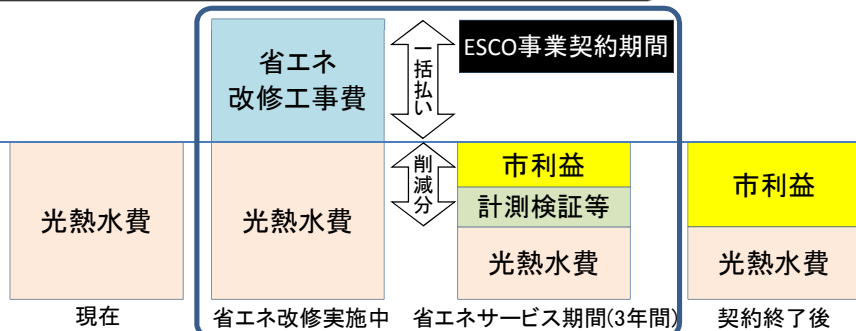 省エネ
改修工事費
一括払い
ESCO事業契約期間
光熱水費
光熱水費
削減分
市利益
計測検証等
光熱水費
市利益
光熱水費
現在
省エネ改修実施中
省エネサービス期間(3年間)
契約終了後